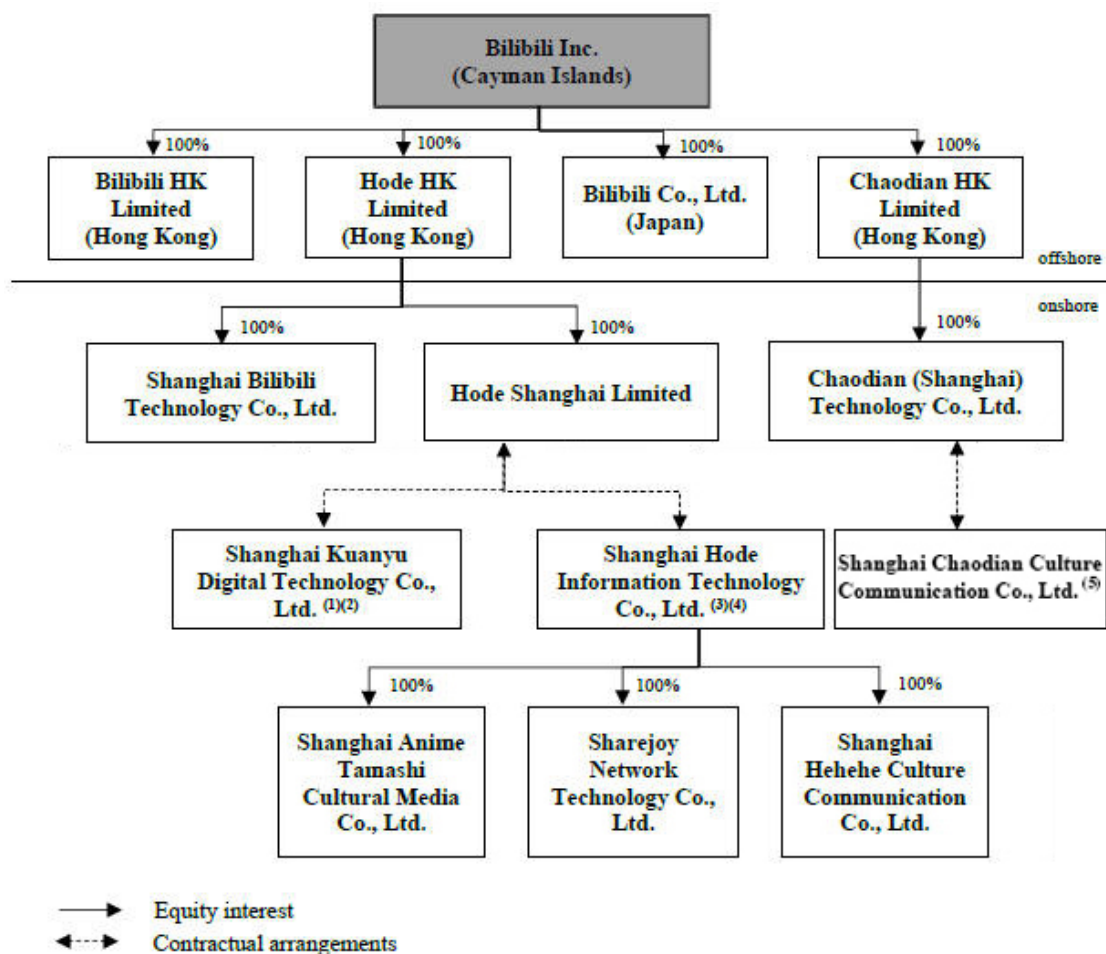 Bilibili Inc.
(Cayman Islands)
100%
100%
100%
100%
Bilibili HK
Limited
(Hong Kong)
Hode HK
Limited
(Hong Kong)
Bilibili Co., Ltd.
(Japan)
Chaodian HK
Limited
(Hong Kong)
offshore
onshore
100%
100%
100%
Shanghai Bilibili
Technology Co., Ltd.
Hode Shanghai Limited
Chaodian (Shanghai)
Technology Co., Ltd.
Shanghai Kuanyu
Digital Technology Co.,
Ltd. (1)(2)
Shanghai Hode
Information Technology
Co., Ltd. (3)(4)
Shanghai Chaodian Culture
Communication Co., Ltd. (5)
100%
100%
100%
Shanghai Anime
Tamashi
Cultural Media
Co., Ltd.
Sharejoy
Network
Technology Co.,
Ltd.
Shanghai
Hehehe Culture
Communication
Co., Ltd.
Equity interest
Contractual arrangements